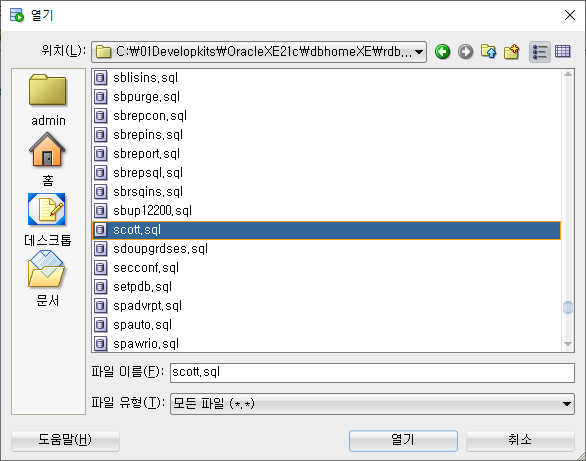 열기
위치(L):
C:₩01Developkits₩OracleXE21c₩dbhomeXE₩rdb...
admin
홈
데스크톱
문서
sblisins.sql
sbpurge.sql
sbrepcon.sql
sbrepins.sql
sbreport.sql
sbrepsql.sql
sbrsqins.sql
sbup12200.sql
scott.sql
sdoupgrdses.sql
secconf.sql
setpdb.sql
spadvrpt.sql
spauto.sql
spawrio.sql
파일 이름(F):
scott.sql
파일 유형(T):
모든 파일 (*.*)
도움말(H)
열기
취소